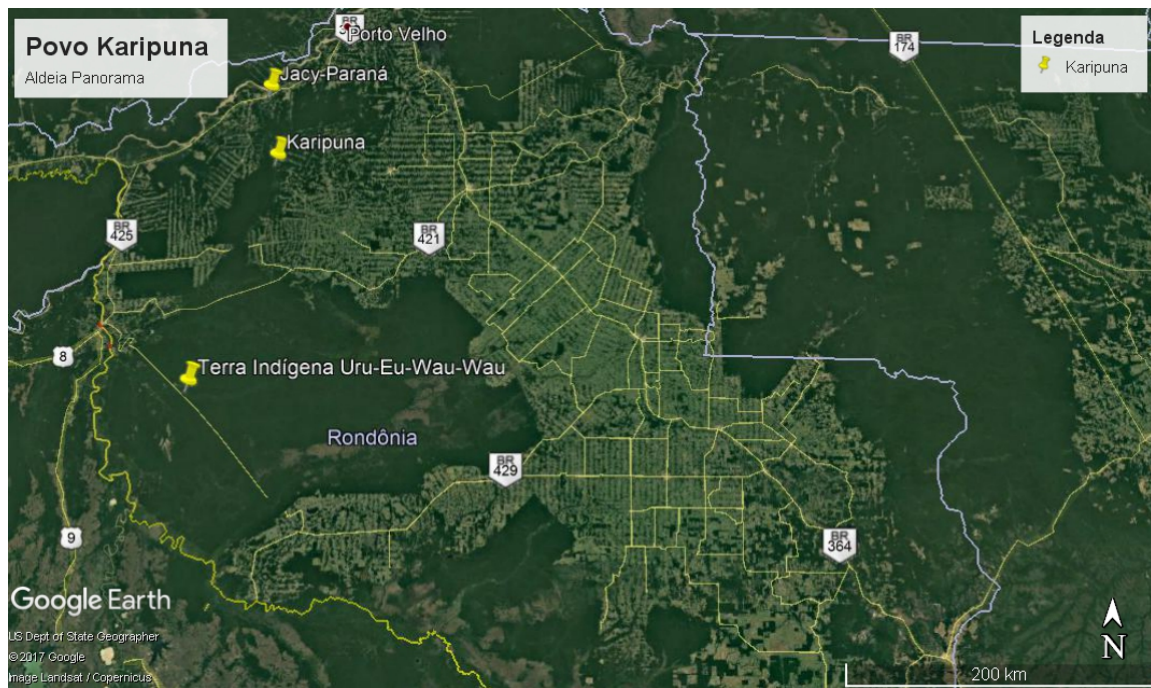 Povo Karipuna
Aldeia Panorama
Legenda
Karipuna
BR
Porto Velho
BR
174
Jacy-Paraná
Karipuna
BR
425
BR
421
8
Terra Indígena Uru-Eu-Wau-Wau
Rondônia
BR
429
9
BR
364
Google Earth
US Dept of State Geographer
©2017 Google
Image Landsat / Copernicus
N
200 km